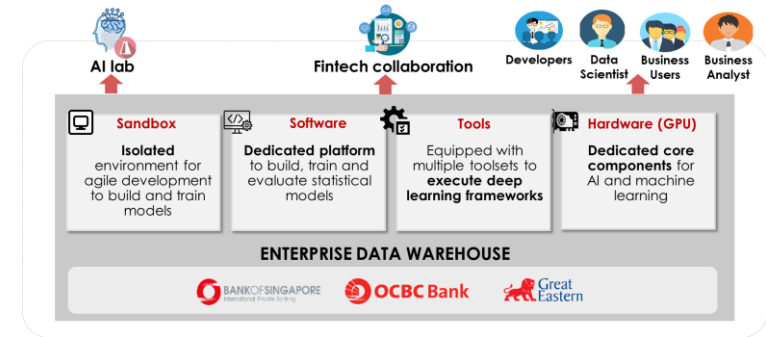 AI lab
Fintech collaboration
Developers
Data
Scientist
Business
Users
Business
Analyst
Sandbox
Isolated
environment for
agile development
to build and train
models
Software
Dedicated platform
to build, train and
evaluate statistical
models
Tools
Equipped with
multiple toolsets to
execute deep
learning frameworks
Hardware (GPU)
Dedicated core
components for
AI and machine
learning
ENTERPRISE DATA WAREHOUSE
BANKOFSINGAPORE
International Private Banking
OCBC Bank
Great
Eastern